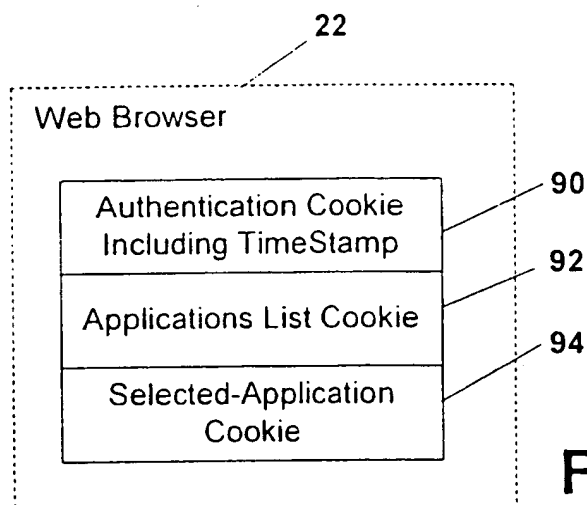 22
Web Browser
Authentication Cookie
Including TimeStamp
90
Applications List Cookie
92
Selected-Application
Cookie
94
F